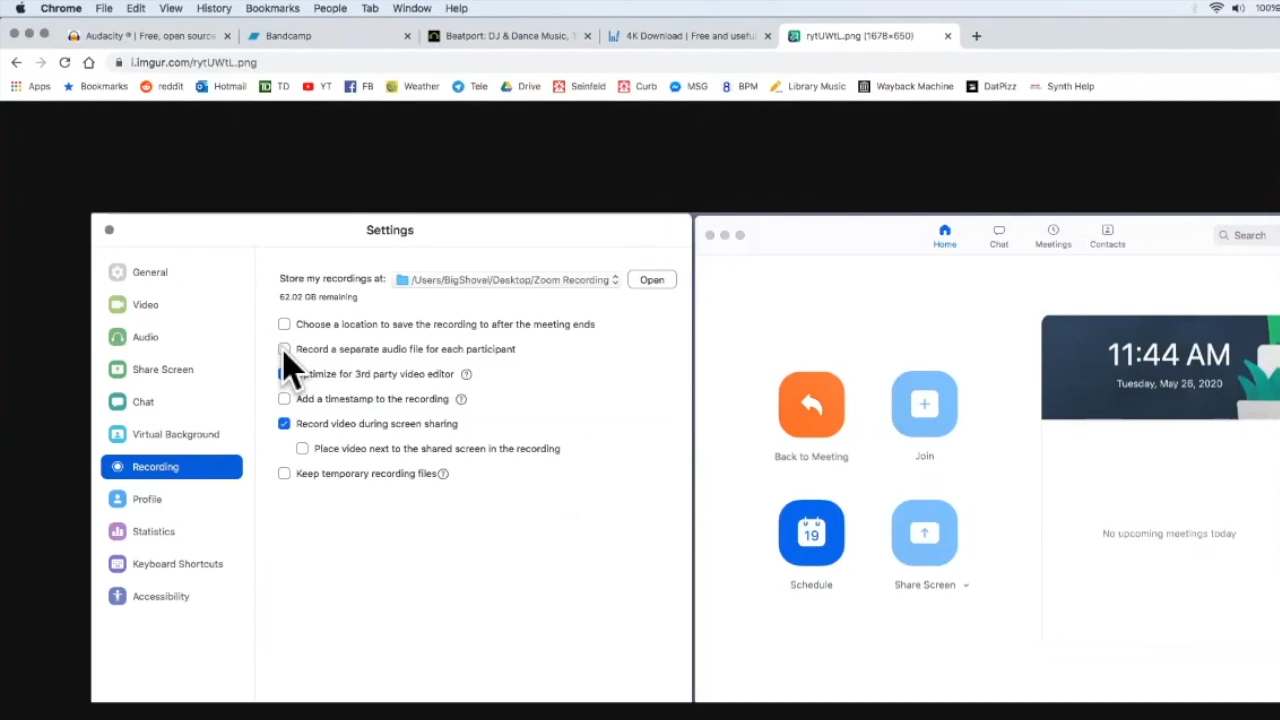 Chrome File Edit View History Bookmarks People Tab Window Help 100%
Audacity ® | Free, open source Bandcamp Beatport: DJ & Dance Music, 4K Download | Free and usefu rytUWtL.png (1678×650)
i.imgur.com/rytUWtL.png
Apps Bookmarks reddit Hotmail TD YT FB Weather Tele Drive Seinfeld Curb MSG BPM Library Music Wayback Machine DatPizz Synth Help
Settings
General
Video
Audio
Share Screen
Chat
Virtual Background
Recording
Profile
Statistics
Keyboard Shortcuts
Accessibility
Store my recordings at: /Users/BigShovel/Desktop/Zoom Recording Open
62.02 GB remaining
Choose a location to save the recording to after the meeting ends
Record a separate audio file for each participant
Optimize for 3rd party video editor
Add a timestamp to the recording
Record video during screen sharing
Place video next to the shared screen in the recording
Keep temporary recording files
Home Chat Meetings Contacts Search
Back to Meeting Join
19
Schedule Share Screen
11:44 AM
Tuesday, May 26, 2020
No upcoming meetings today